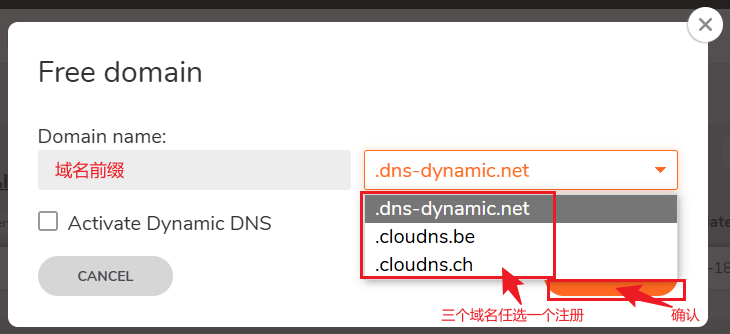 Free domain
Domain name:
域名前缀
.dns-dynamic.net
.dns-dynamic.net
.cloudns.be
.cloudns.ch
Activate Dynamic DNS
CANCEL
三个域名任选一个注册
确认
-18